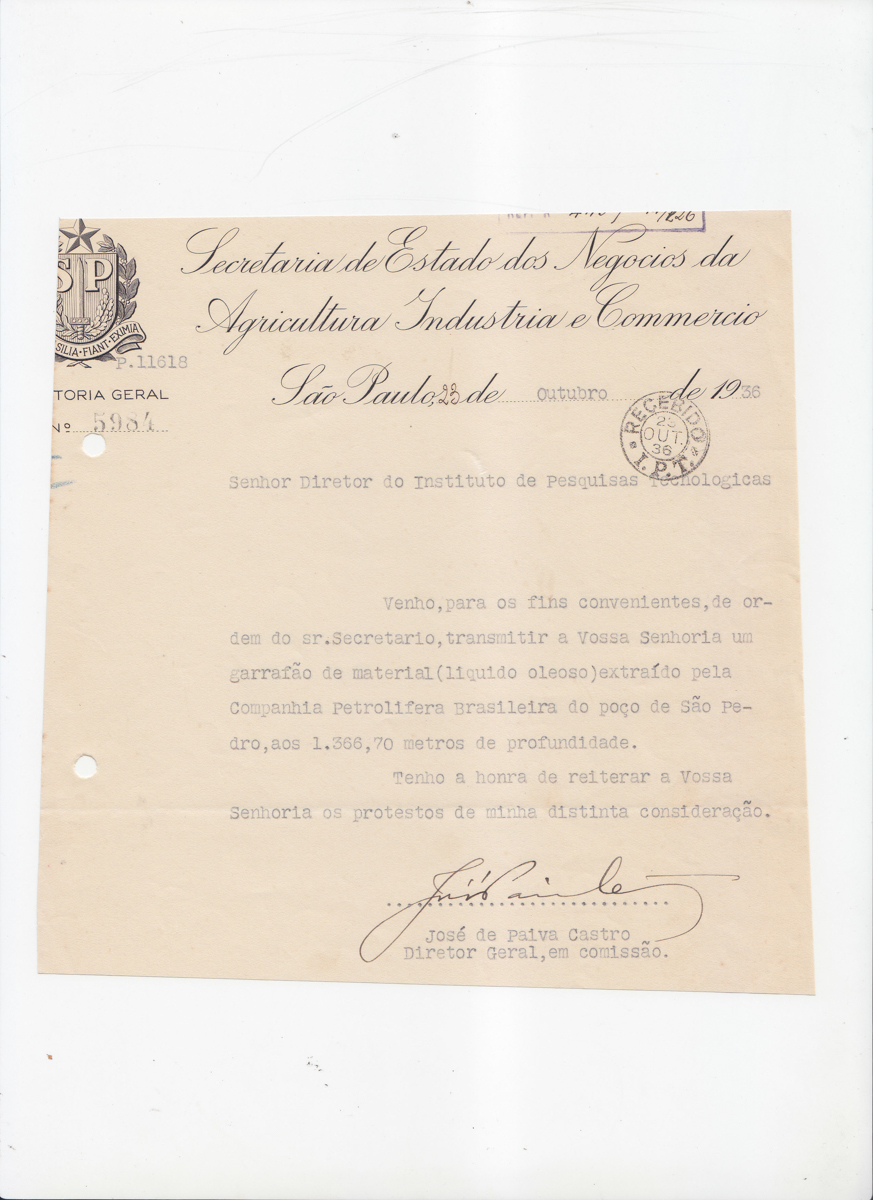 Secretaria de Estado dos Negocios da
Agricultura Industria e Commercio
SP
SILIA·FIANT·EXIMIA
P.11618
TORIA GERAL
Nº 5984
São Paulo, 23 de Outubro de 1936
RECEBIDO
OUT.
36
I.P.T.
Senhor Diretor do Instituto de Pesquisas Tecnologicas
Venho,para os fins convenientes,de or-
dem do sr.Secretario,transmitir a Vossa Senhoria um
garrafão de material(liquido oleoso)extraído pela
Companhia Petrolifera Brasileira do poço de São Pe-
dro,aos 1.366,70 metros de profundidade.
Tenho a honra de reiterar a Vossa
Senhoria os protestos de minha distinta consideração.
José de Paiva Castro
Diretor Geral,em comissão.